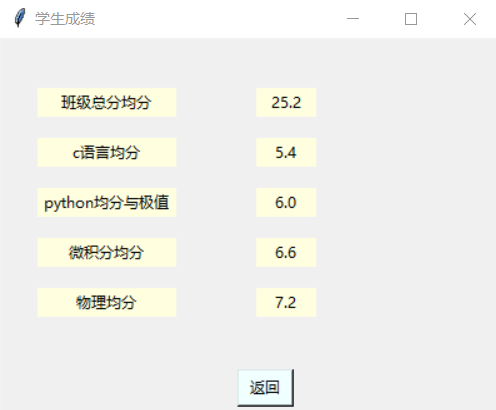 学生成绩
班级总分均分 25.2
c语言均分 5.4
python均分与极值 6.0
微积分均分 6.6
物理均分 7.2
返回